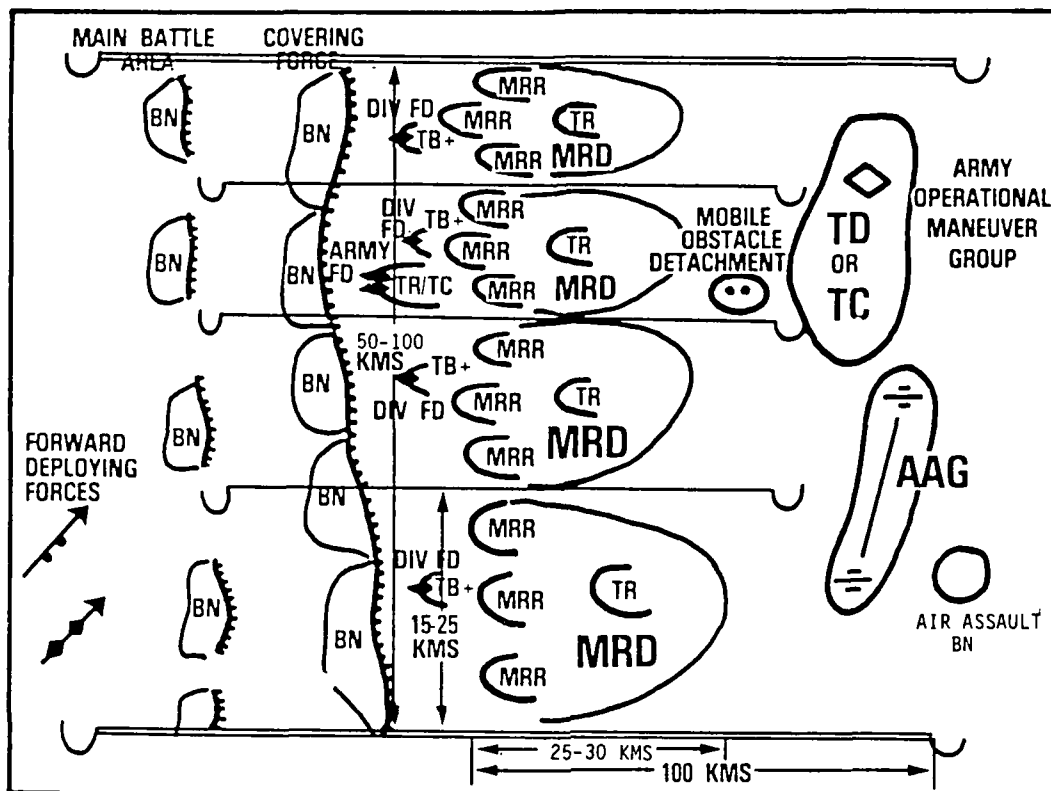 MAIN BATTLE
AREA
COVERING
FORCE
BN
BN
DIV FD
TB+
MRR
MRR
MRR
TR
MRD
BN
BN
DIV
FD.
TB+
ARMY
FD
TR/TC
MRR
MRR
MRR
TR
MRD
MOBILE
OBSTACLE
DETACHMENT
TD
OR
TC
ARMY
OPERATIONAL
MANEUVER
GROUP
50-100
KMS
BN
BN
TB+
DIV FD
MRR
MRR
MRR
TR
MRD
FORWARD
DEPLOYING
FORCES
BN
AAG
BN
BN
DIV FD
TB+
15-25
KMS
MRR
MRR
MRR
TR
MRD
AIR ASSAULT
BN
25-30 KMS
100 KMS